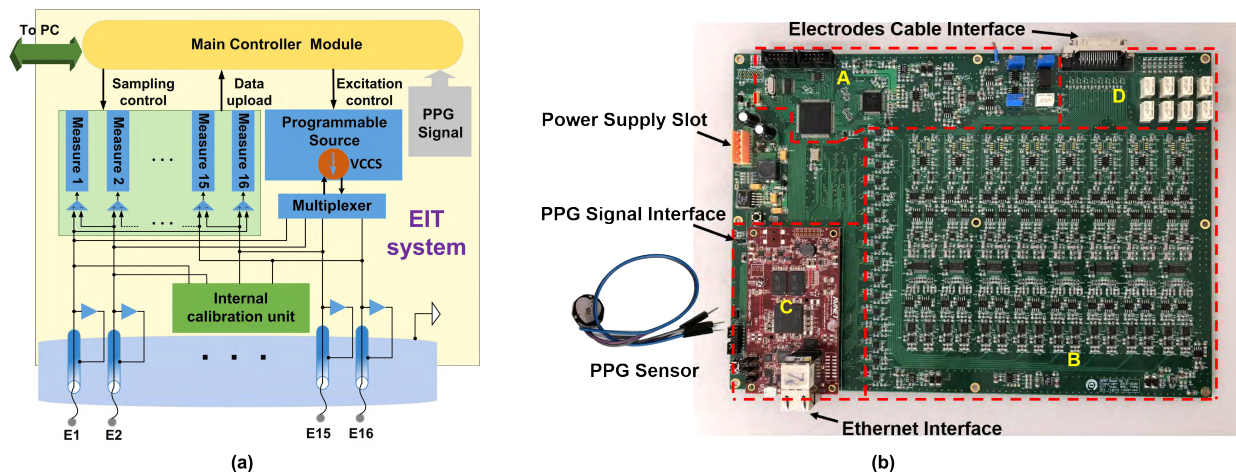 To PC
Main Controller Module
Sampling
control
Data
upload
Excitation control
PPG
Signal
Measure 1
Measure 2
. . .
Measure 15
Measure 16
Programmable
Source
VCCS
Multiplexer
EIT
system
Internal
calibration unit
E1
E2
E15
E16
(a)
Electrodes Cable Interface
Power Supply Slot
PPG Signal Interface
PPG Sensor
Ethernet Interface
A
B
C
D
AVNET
(b)